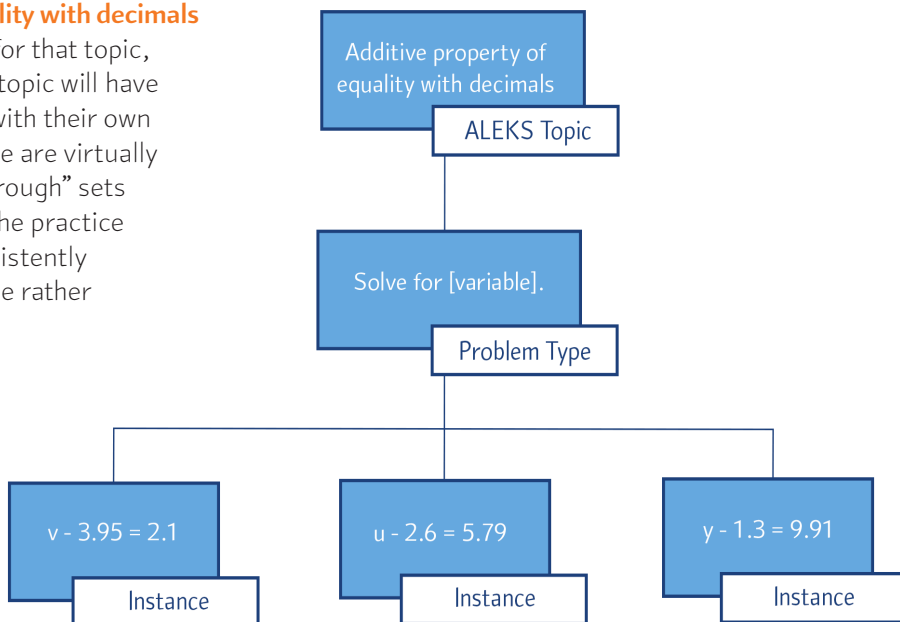 lity with decimals
for that topic,
topic will have
with their own
e are virtually
rough” sets
he practice
istently
e rather
Additive property of
equality with decimals
ALEKS Topic
Solve for [variable].
Problem Type
v - 3.95 = 2.1
Instance
u - 2.6 = 5.79
Instance
y - 1.3 = 9.91
Instance